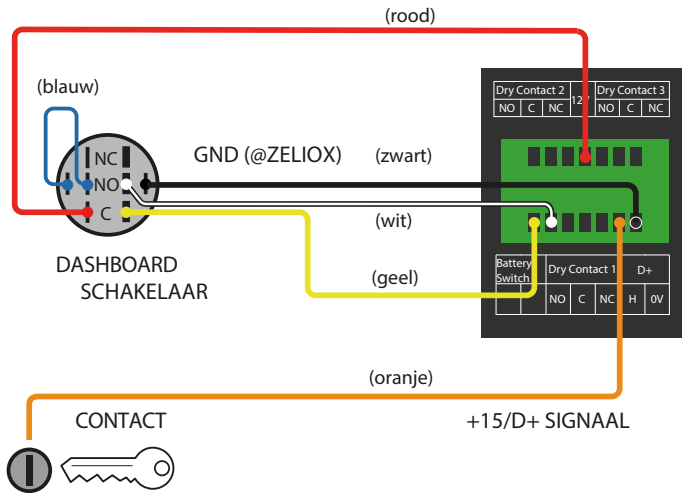 (rood)
Dry Contact 2
12V
Dry Contact 3
NO C NC
NO C NC
(blauw)
NC
NO
C
GND (@ZELIOX)
(zwart)
(wit)
(geel)
DASHBOARD
SCHAKELAAR
Battery
Switch
Dry Contact 1
D+
NO C NC H 0V
(oranje)
CONTACT
+15/D+ SIGNAAL